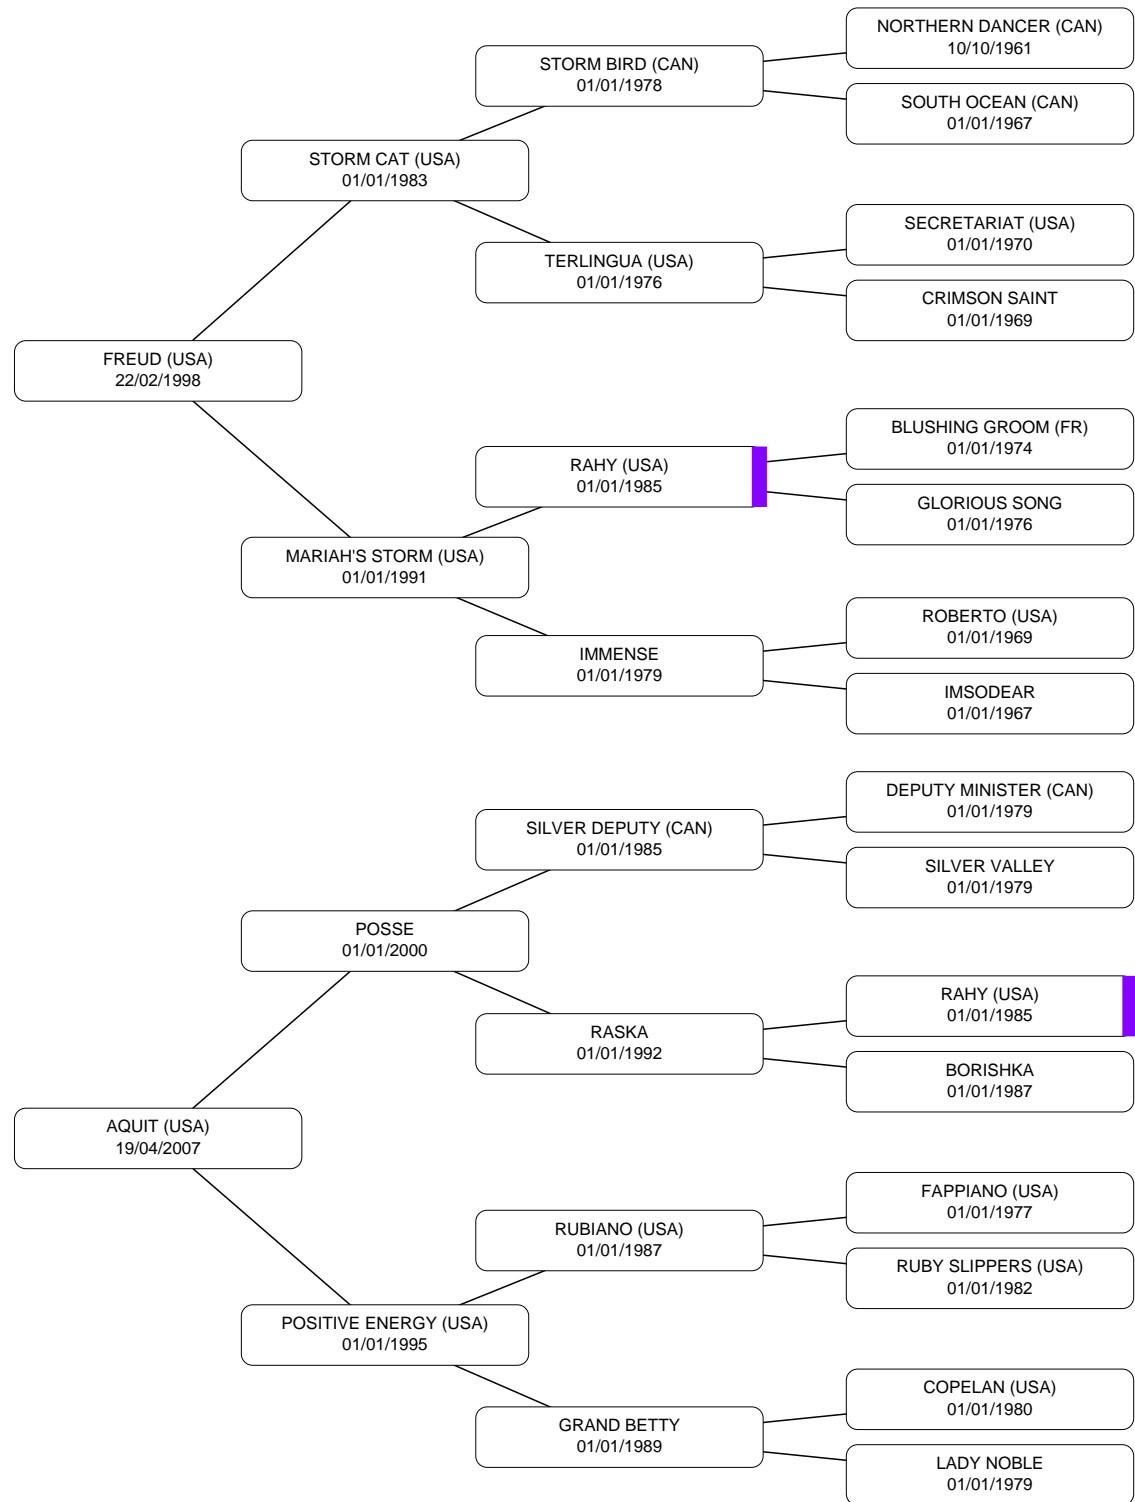 NORTHERN DANCER (CAN)
10/10/1961
STORM BIRD (CAN)
01/01/1978
SOUTH OCEAN (CAN)
01/01/1967
STORM CAT (USA)
01/01/1983
SECRETARIAT (USA)
01/01/1970
TERLINGUA (USA)
01/01/1976
CRIMSON SAINT
01/01/1969
FREUD (USA)
22/02/1998
BLUSHING GROOM (FR)
01/01/1974
RAHY (USA)
01/01/1985
GLORIOUS SONG
01/01/1976
MARIAH'S STORM (USA)
01/01/1991
ROBERTO (USA)
01/01/1969
IMMENSE
01/01/1979
IMSODEAR
01/01/1967
DEPUTY MINISTER (CAN)
01/01/1979
SILVER DEPUTY (CAN)
01/01/1985
SILVER VALLEY
01/01/1979
POSSE
01/01/2000
RAHY (USA)
01/01/1985
RASKA
01/01/1992
BORISHKA
01/01/1987
AQUIT (USA)
19/04/2007
FAPPIANO (USA)
01/01/1977
RUBIANO (USA)
01/01/1987
RUBY SLIPPERS (USA)
01/01/1982
POSITIVE ENERGY (USA)
01/01/1995
COPELAN (USA)
01/01/1980
GRAND BETTY
01/01/1989
LADY NOBLE
01/01/1979